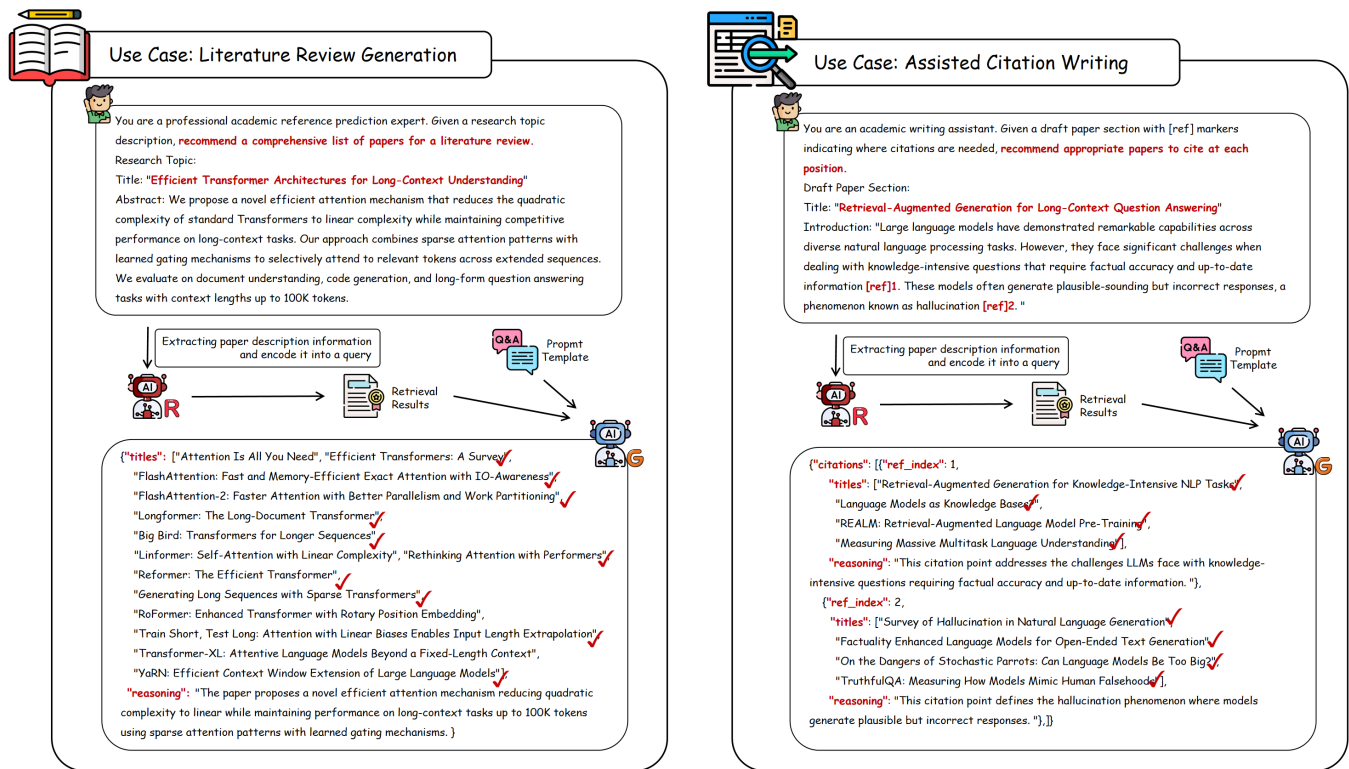 Use Case: Literature Review Generation
You are a professional academic reference prediction expert. Given a research topic
description, recommend a comprehensive list of papers for a literature review.
Research Topic:
Title: "Efficient Transformer Architectures for Long-Context Understanding"
Abstract: We propose a novel efficient attention mechanism that reduces the quadratic
complexity of standard Transformers to linear complexity while maintaining competitive
performance on long-context tasks. Our approach combines sparse attention patterns with
learned gating mechanisms to selectively attend to relevant tokens across extended sequences.
We evaluate on document understanding, code generation, and long-form question answering
tasks with context lengths up to 100K tokens.
Extracting paper description information
and encode it into a query
Q&A
Propmt
Template
AI
R
Retrieval
Results
AI
G
{"titles": ["Attention Is All You Need", "Efficient Transformers: A Survey",
"FlashAttention: Fast and Memory-Efficient Exact Attention with IO-Awareness",
"FlashAttention-2: Faster Attention with Better Parallelism and Work Partitioning",
"Longformer: The Long-Document Transformer",
"Big Bird: Transformers for Longer Sequences",
"Linformer: Self-Attention with Linear Complexity", "Rethinking Attention with Performers",
"Reformer: The Efficient Transformer",
"Generating Long Sequences with Sparse Transformers",
"RoFormer: Enhanced Transformer with Rotary Position Embedding",
"Train Short, Test Long: Attention with Linear Biases Enables Input Length Extrapolation",
"Transformer-XL: Attentive Language Models Beyond a Fixed-Length Context",
"YaRN: Efficient Context Window Extension of Large Language Models"],
"reasoning": "The paper proposes a novel efficient attention mechanism reducing quadratic
complexity to linear while maintaining performance on long-context tasks up to 100K tokens
using sparse attention patterns with learned gating mechanisms. }
Use Case: Assisted Citation Writing
You are an academic writing assistant. Given a draft paper section with [ref] markers
indicating where citations are needed, recommend appropriate papers to cite at each
position.
Draft Paper Section:
Title: "Retrieval-Augmented Generation for Long-Context Question Answering"
Introduction: "Large language models have demonstrated remarkable capabilities across
diverse natural language processing tasks. However, they face significant challenges when
dealing with knowledge-intensive questions that require factual accuracy and up-to-date
information [ref]1. These models often generate plausible-sounding but incorrect responses, a
phenomenon known as hallucination [ref]2. "
Extracting paper description information
and encode it into a query
Q&A
Propmt
Template
AI
R
Retrieval
Results
AI
G
{"citations": [{"ref_index": 1,
"titles": ["Retrieval-Augmented Generation for Knowledge-Intensive NLP Tasks",
"Language Models as Knowledge Bases?",
"REALM: Retrieval-Augmented Language Model Pre-Training",
"Measuring Massive Multitask Language Understanding"],
"reasoning": "This citation point addresses the challenges LLMs face with knowledge-
intensive questions requiring factual accuracy and up-to-date information. "},
{"ref_index": 2,
"titles": ["Survey of Hallucination in Natural Language Generation",
"Factuality Enhanced Language Models for Open-Ended Text Generation",
"On the Dangers of Stochastic Parrots: Can Language Models Be Too Big?",
"TruthfulQA: Measuring How Models Mimic Human Falsehoods"],
"reasoning": "This citation point defines the hallucination phenomenon where models
generate plausible but incorrect responses. "},]}